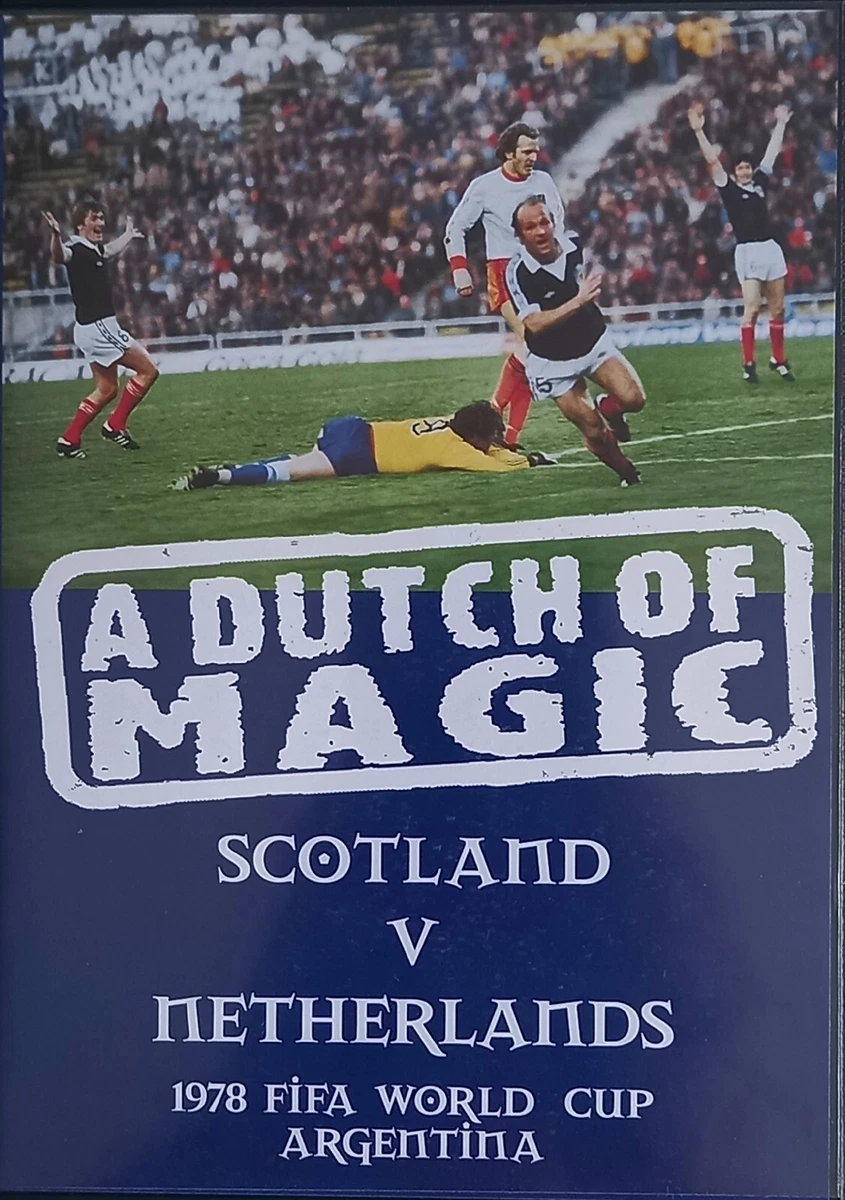 A DUTCH OF
MAGIC
SCOTLAND
V
NETHERLANDS
1978 FIFA WORLD CUP
ARGENTINA